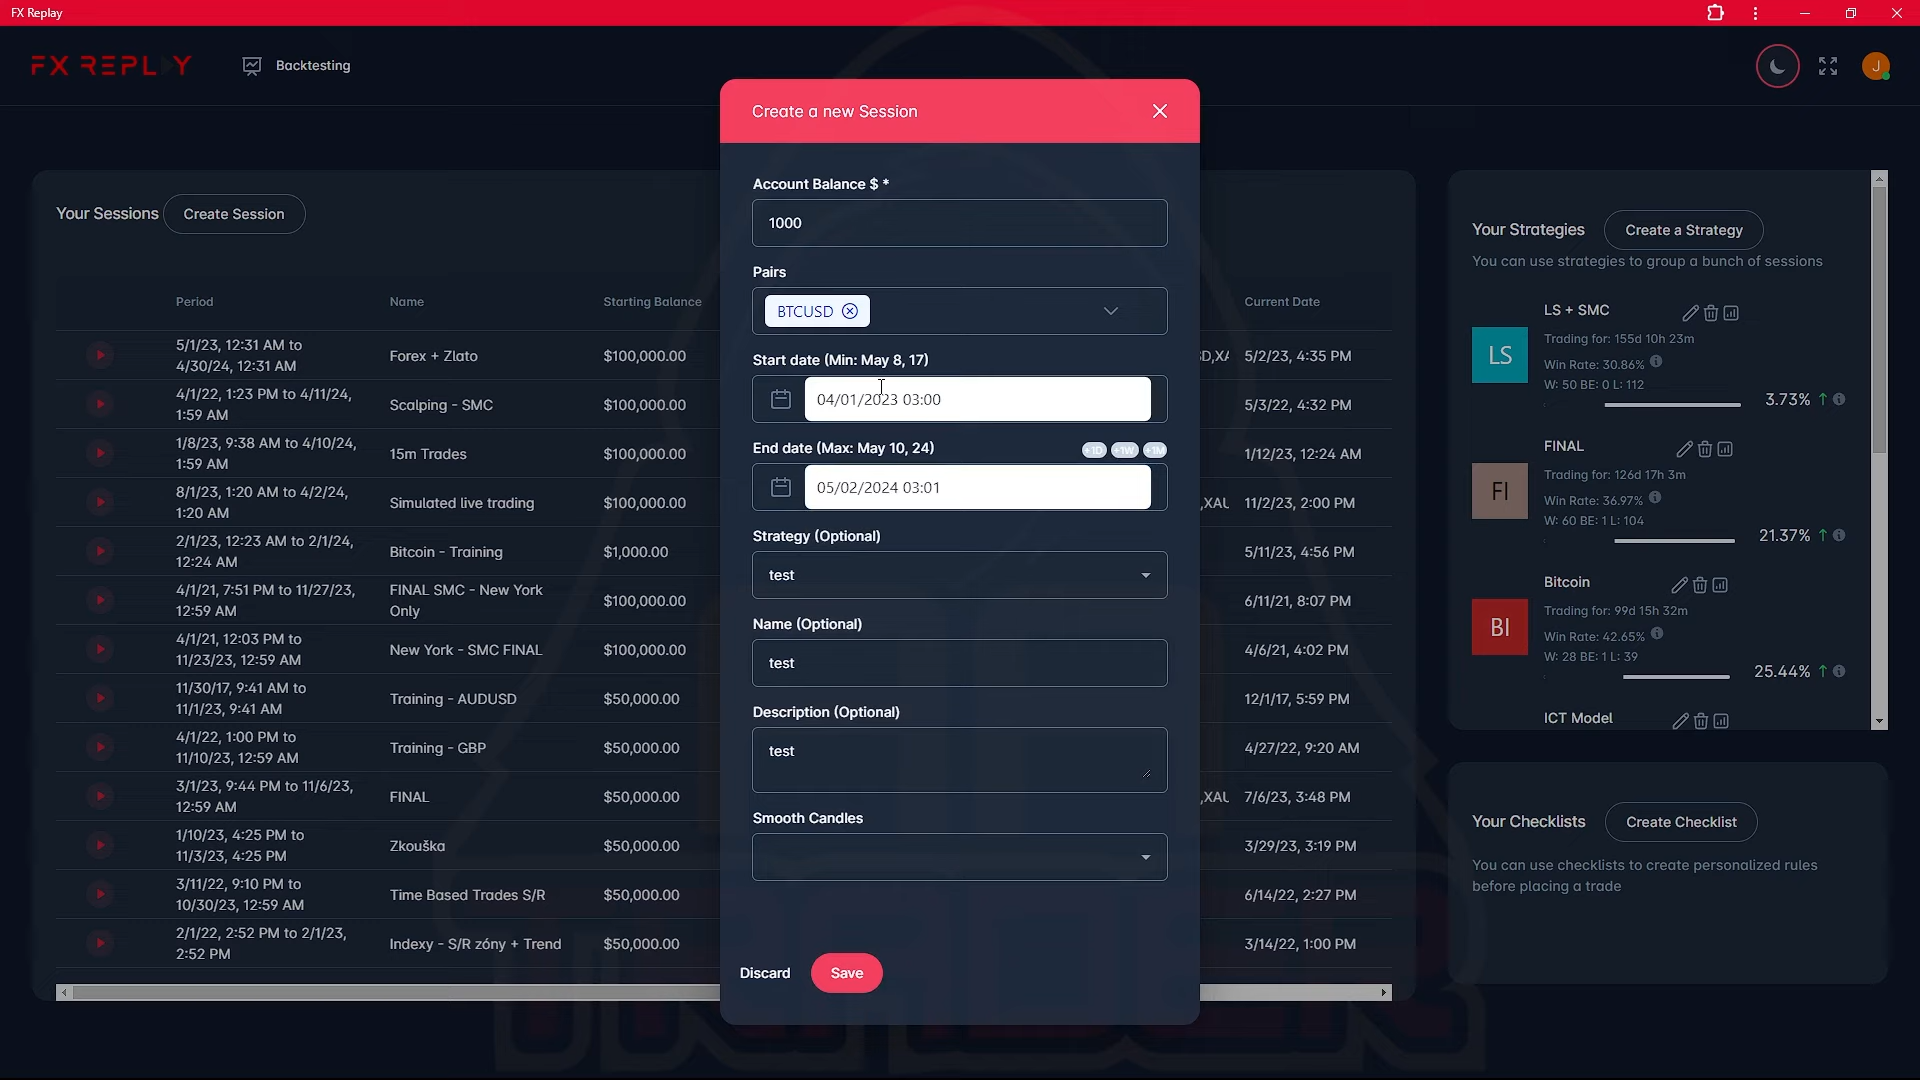 FX Replay
FX REPLAY
Backtesting
J
Create a new Session
Account Balance $ *
1000
Pairs
BTCUSD
Start date (Min: May 8, 17)
04/01/2023 03:00
End date (Max: May 10, 24)
+1D +1W +1M
05/02/2024 03:01
Strategy (Optional)
test
Name (Optional)
test
Description (Optional)
test
Smooth Candles
Discard
Save
Your Sessions
Create Session
Period Name Starting Balance Current Date
5/1/23, 12:31 AM to
4/30/24, 12:31 AM
Forex + Zlato
$100,000.00
5/2/23, 4:35 PM
4/1/22, 1:23 PM to 4/11/24,
1:59 AM
Scalping - SMC
$100,000.00
5/3/22, 4:32 PM
1/8/23, 9:38 AM to 4/10/24,
1:59 AM
15m Trades
$100,000.00
1/12/23, 12:24 AM
8/1/23, 1:20 AM to 4/2/24,
1:20 AM
Simulated live trading
$100,000.00
,XAU
11/2/23, 2:00 PM
2/1/23, 12:23 AM to 2/1/24,
12:24 AM
Bitcoin - Training
$1,000.00
5/11/23, 4:56 PM
4/1/21, 7:51 PM to 11/27/23,
12:59 AM
FINAL SMC - New York
Only
$100,000.00
6/11/21, 8:07 PM
4/1/21, 12:03 PM to
11/23/23, 12:59 AM
New York - SMC FINAL
$100,000.00
4/6/21, 4:02 PM
11/30/17, 9:41 AM to
11/1/23, 9:41 AM
Training - AUDUSD
$50,000.00
12/1/17, 5:59 PM
4/1/22, 1:00 PM to
11/10/23, 12:59 AM
Training - GBP
$50,000.00
4/27/22, 9:20 AM
3/1/23, 9:44 PM to 11/6/23,
12:59 AM
FINAL
$50,000.00
,XAU
7/6/23, 3:48 PM
1/10/23, 4:25 PM to
11/3/23, 4:25 PM
Zkouška
$50,000.00
3/29/23, 3:19 PM
3/11/22, 9:10 PM to
10/30/23, 12:59 AM
Time Based Trades S/R
$50,000.00
6/14/22, 2:27 PM
2/1/22, 2:52 PM to 2/1/23,
2:52 PM
Indexy - S/R zóny + Trend
$50,000.00
3/14/22, 1:00 PM
Your Strategies
Create a Strategy
You can use strategies to group a bunch of sessions
LS
LS + SMC
Trading for: 155d 10h 23m
Win Rate: 30.86%
W: 50 BE: 0 L: 112
3.73%
FI
FINAL
Trading for: 126d 17h 3m
Win Rate: 36.97%
W: 60 BE: 1 L: 104
21.37%
BI
Bitcoin
Trading for: 99d 15h 32m
Win Rate: 42.65%
W: 28 BE: 1 L: 39
25.44%
ICT Model
Your Checklists
Create Checklist
You can use checklists to create personalized rules
before placing a trade